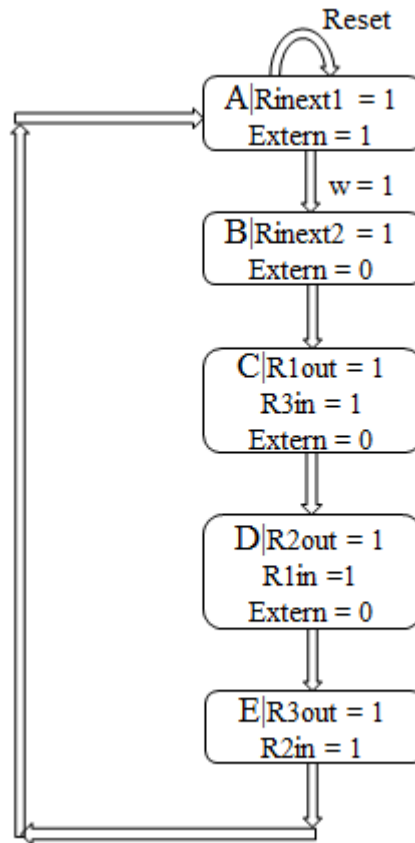 Reset
A|Rinext1 = 1
Extern = 1
w = 1
B|Rinext2 = 1
Extern = 0
C|R1out = 1
R3in = 1
Extern = 0
D|R2out = 1
R1in =1
Extern = 0
E|R3out = 1
R2in = 1